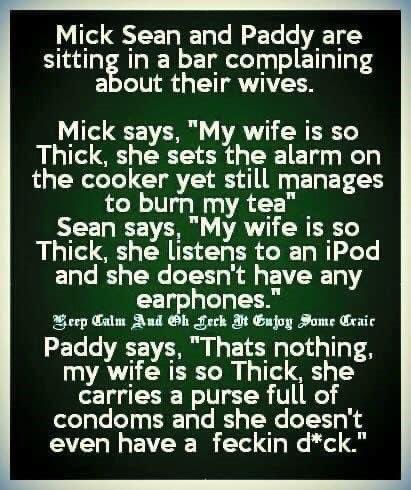 Mick Sean and Paddy are
sitting in a bar complaining
about their wives.
Mick says, "My wife is so
Thick, she sets the alarm on
the cooker yet still manages
to burn my tea"
Sean says, "My wife is so
Thick, she listens to an iPod
and she doesn't have any
earphones."
Keep Calm And Oh Feck It Enjoy Some Craic
Paddy says, "Thats nothing,
my wife is so Thick, she
carries a purse full of
condoms and she doesn't
even have a feckin d*ck."